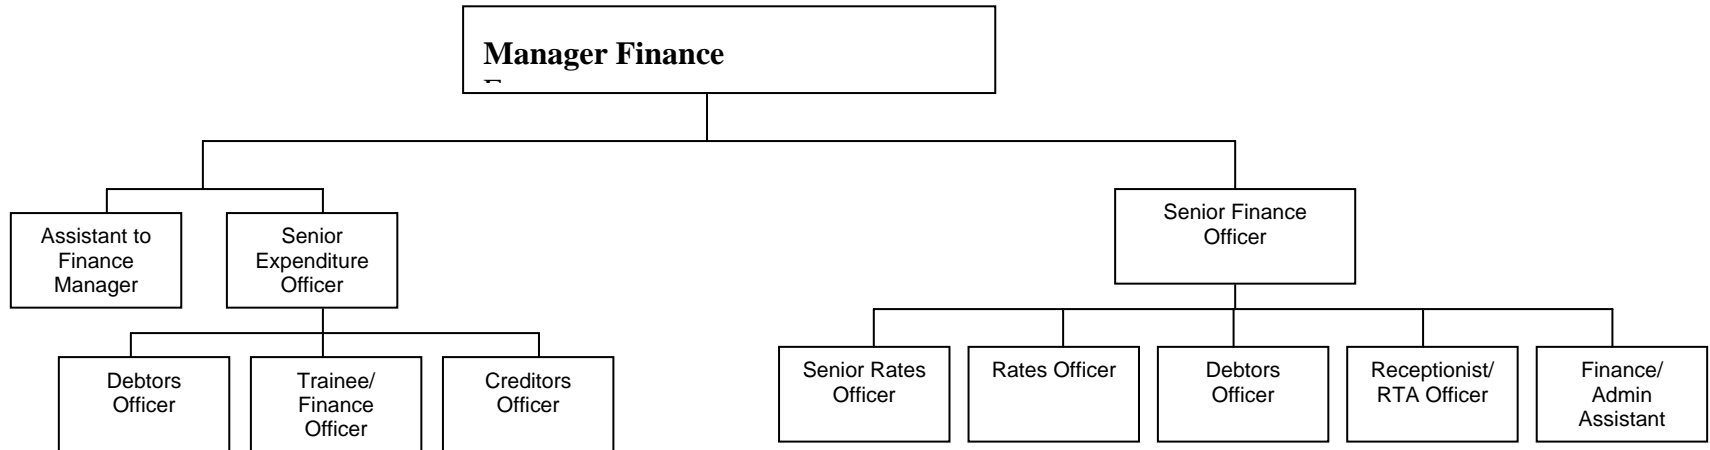 Manager Finance
Assistant to
Finance
Manager
Senior
Expenditure
Officer
Senior Finance
Officer
Debtors
Officer
Trainee/
Finance
Officer
Creditors
Officer
Senior Rates
Officer
Rates Officer
Debtors
Officer
Receptionist/
RTA Officer
Finance/
Admin
Assistant